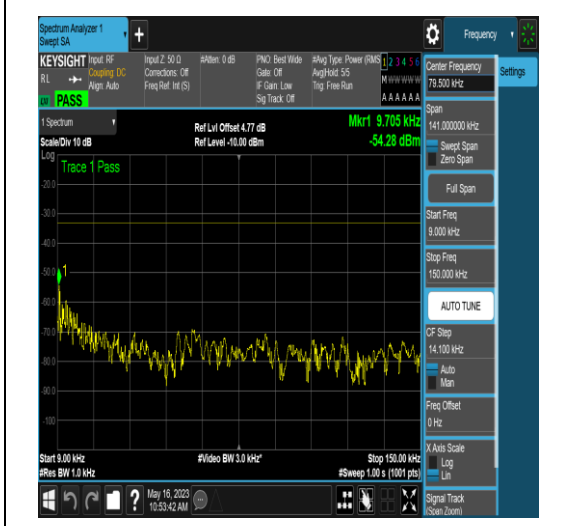 Spectrum Analyzer 1
Swept SA
+
Frequency
KEYSIGHT
RL
PASS
Input: RF
Coupling: DC
Align: Auto
Input Z: 50 Ω
Corrections: Off
Freq Ref: Int (S)
#Atten: 0 dB
PNO: Best Wide
Gate: Off
IF Gain: Low
Sig Track: Off
#Avg Type: Power (RMS
Avg|Hold: 5/5
Trig: Free Run
1 2 3 4 5 6
M W W W W W
A A A A A A
Center Frequency
79.500 kHz
Settings
Span
141.000000 kHz
Swept Span
Zero Span
Full Span
Start Freq
9.000 kHz
Stop Freq
150.000 kHz
AUTO TUNE
CF Step
14.100 kHz
Auto
Man
Freq Offset
0 Hz
X Axis Scale
Log
Lin
Signal Track
(Span Zoom)
1 Spectrum
Scale/Div 10 dB
Ref Lvl Offset 4.77 dB
Ref Level -10.00 dBm
Mkr1 9.705 kHz
-54.28 dBm
Log
Trace 1 Pass
-20.0
-30.0
-40.0
-50.0
1
-60.0
-70.0
-80.0
-90.0
-100
Start 9.00 kHz
#Res BW 1.0 kHz
#Video BW 3.0 kHz*
Stop 150.00 kHz
#Sweep 1.00 s (1001 pts)
?
May 16, 2023
10:53:42 AM